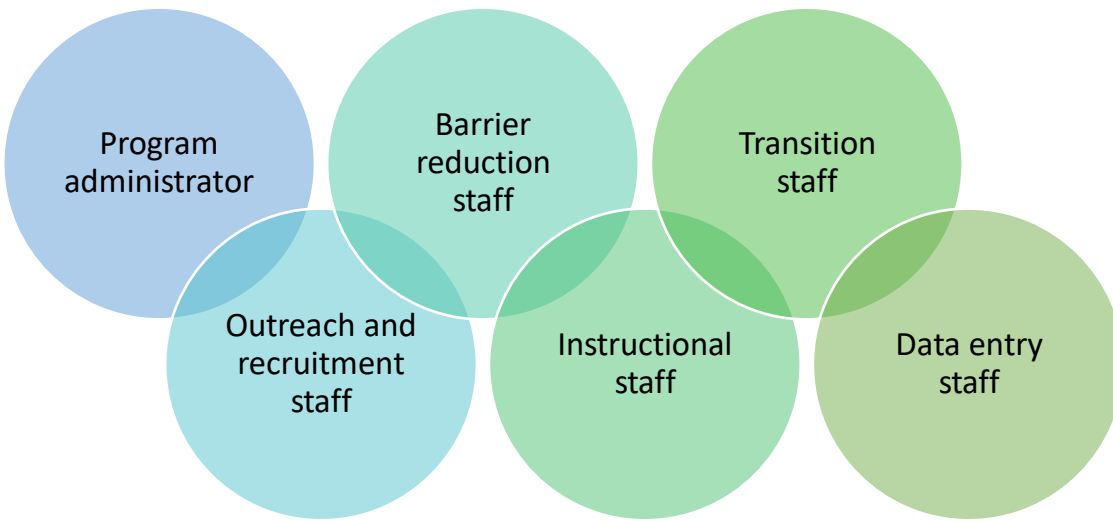 Program
administrator
Barrier
reduction
staff
Transition
staff
Outreach and
recruitment
staff
Instructional
staff
Data entry
staff